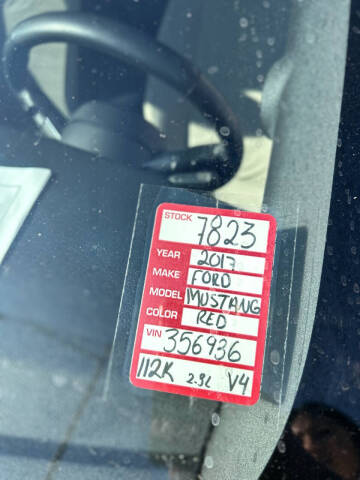 STOCK 7823
YEAR 2017
MAKE FORD
MODEL MUSTANG
COLOR RED
VIN 356936
112K 2.3L V4